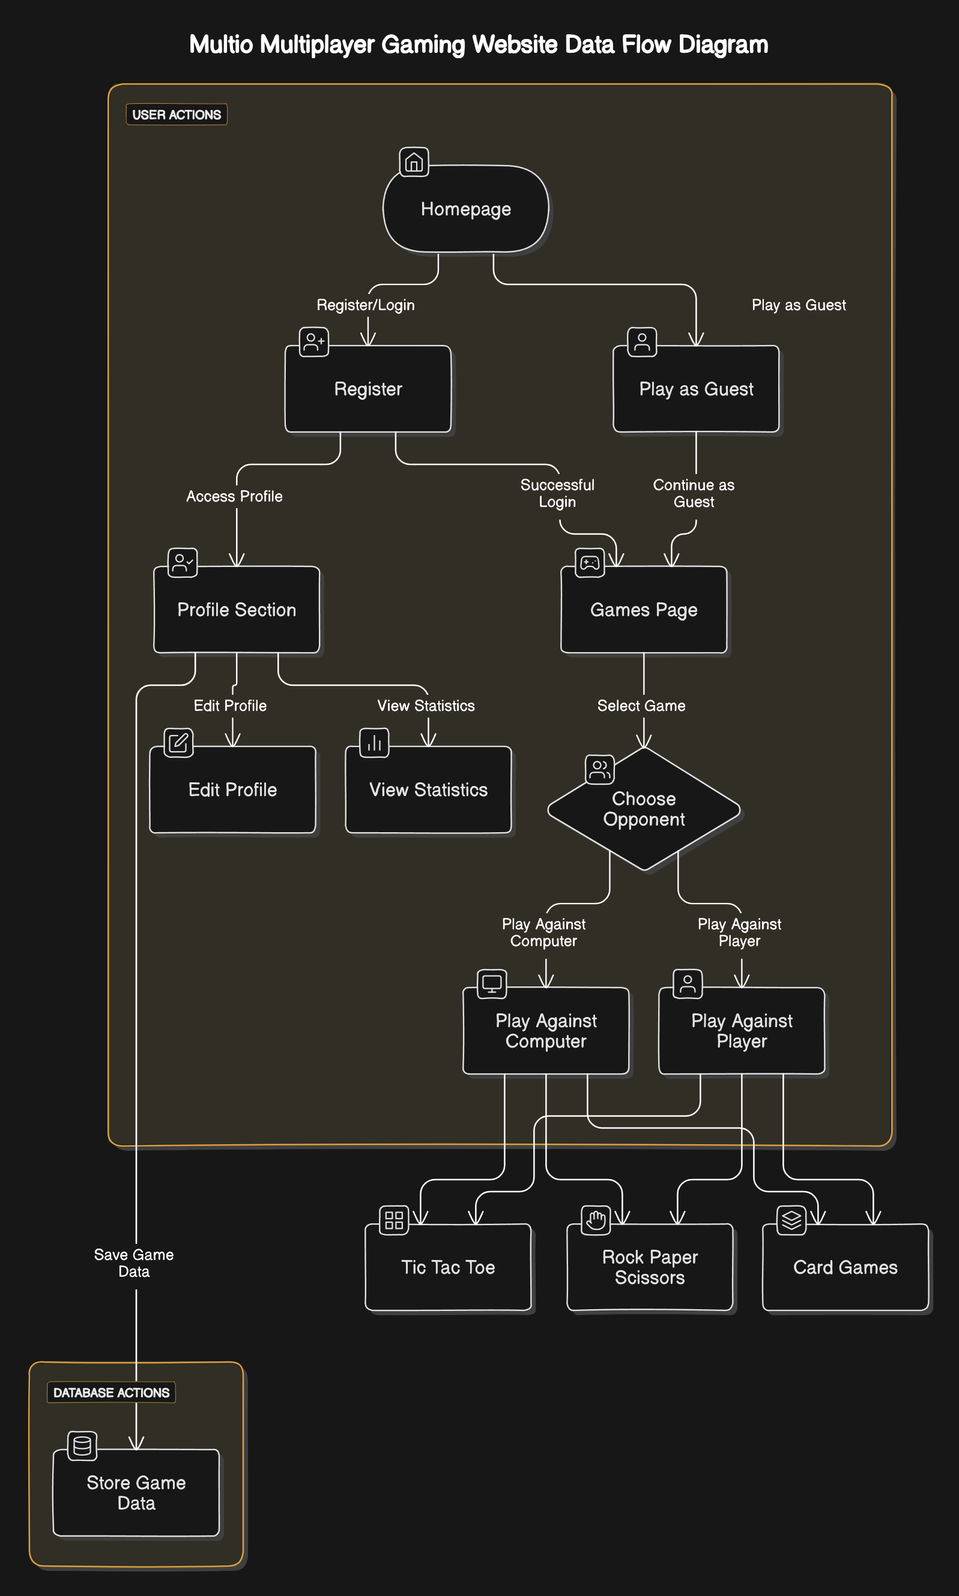 Multio Multiplayer Gaming Website Data Flow Diagram
USER ACTIONS
Homepage
Register/Login
Play as Guest
Register
Play as Guest
Access Profile
Successful
Login
Continue as
Guest
Profile Section
Games Page
Edit Profile
View Statistics
Select Game
Edit Profile
View Statistics
Choose
Opponent
Play Against
Computer
Play Against
Player
Play Against
Computer
Play Against
Player
Save Game
Data
Tic Tac Toe
Rock Paper
Scissors
Card Games
DATABASE ACTIONS
Store Game
Data